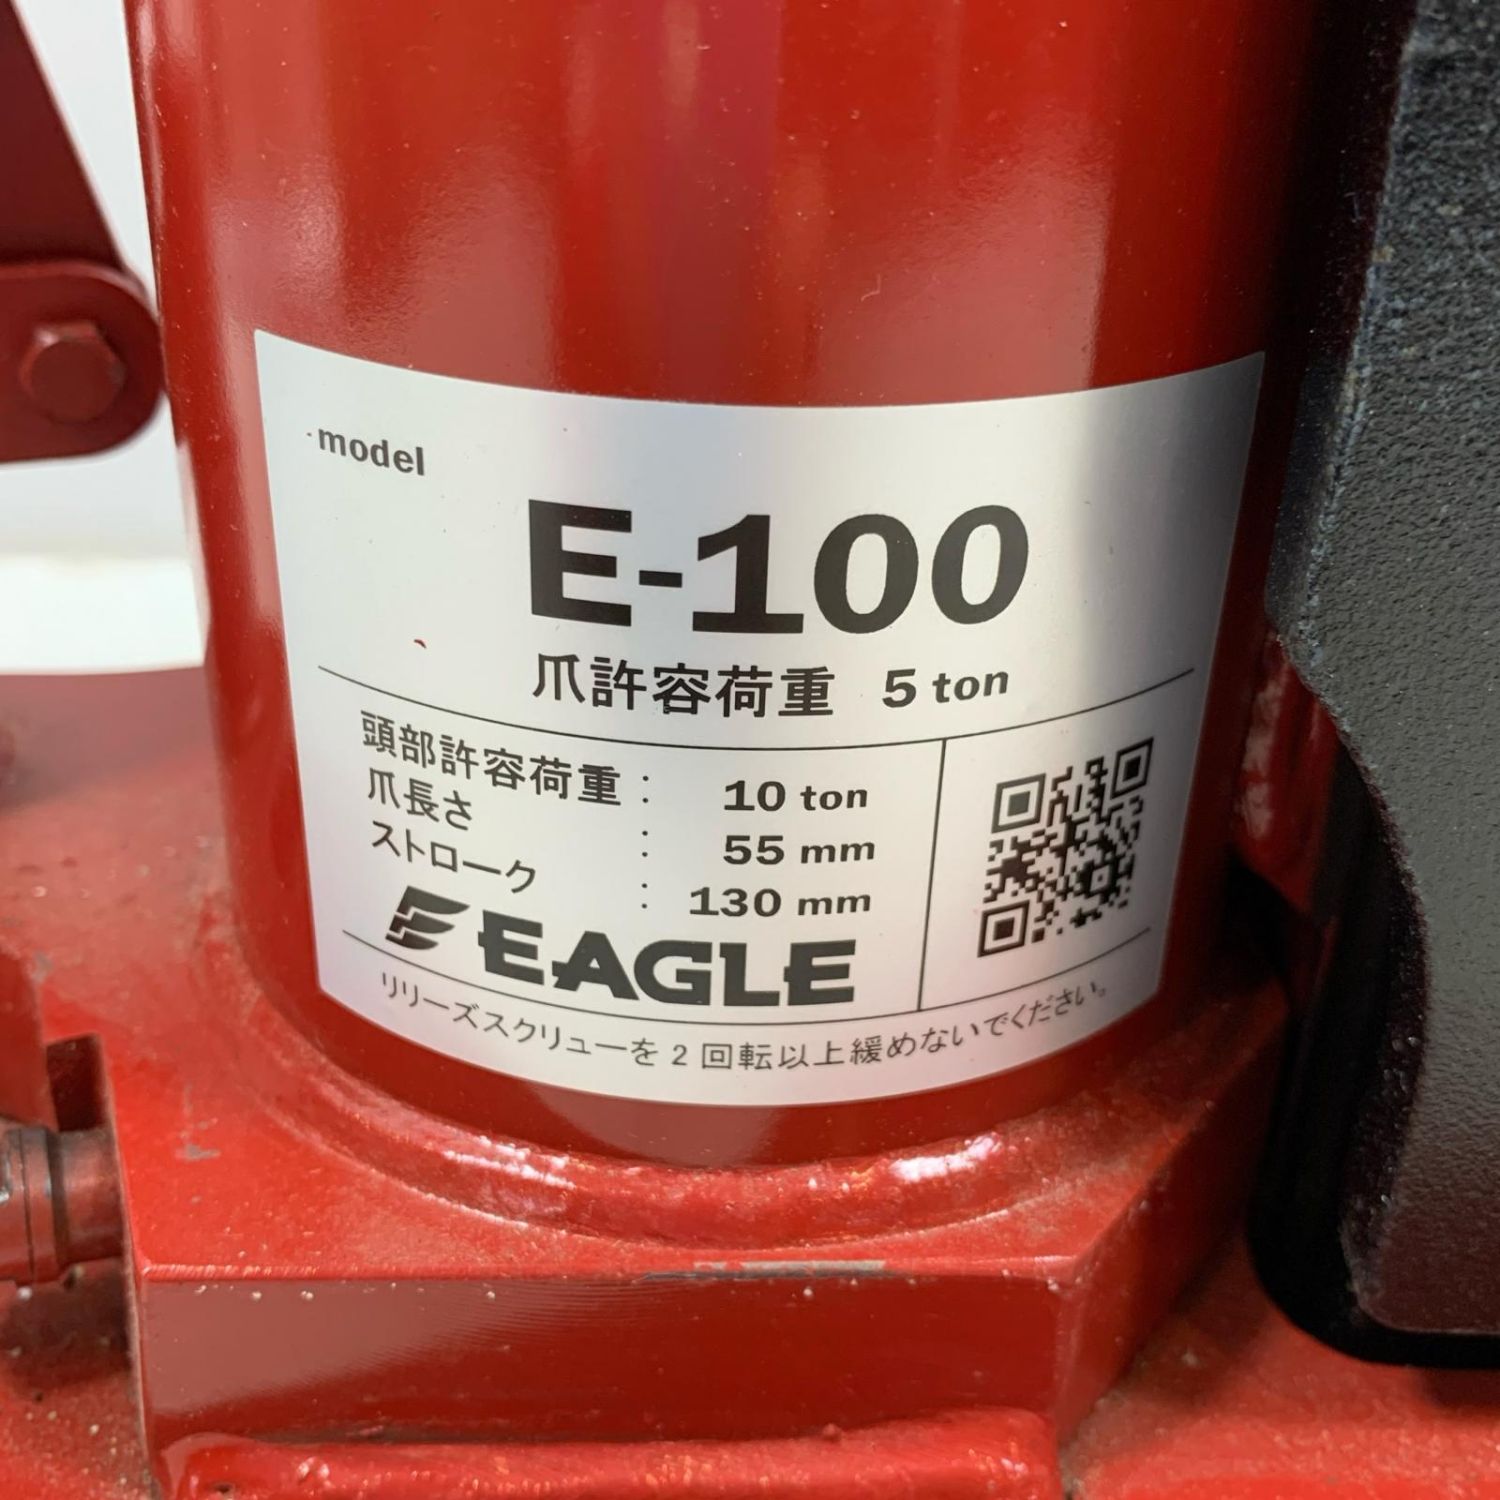 model
E-100
爪許容荷重 5 ton
頭部許容荷重 : 10 ton
爪長さ : 55 mm
ストローク : 130 mm
EAGLE
リリーズスクリューを2回転以上緩めないでください。